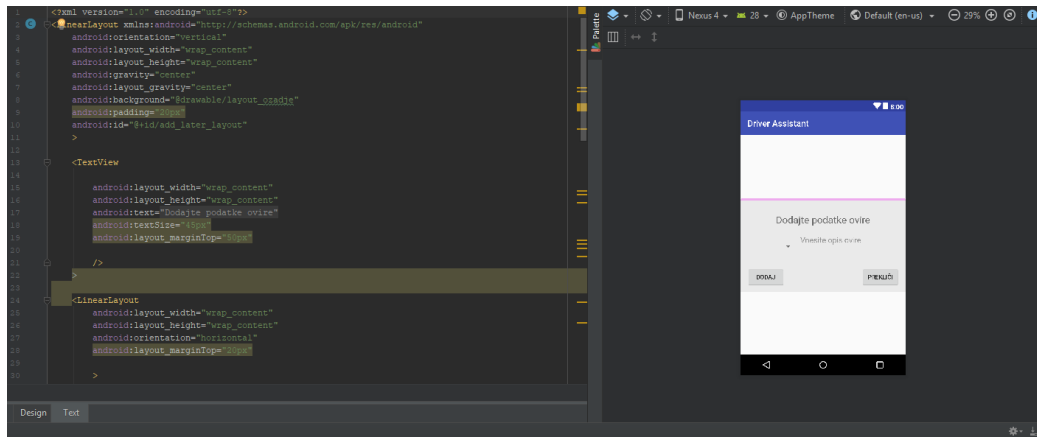 <?xml version="1.0" encoding="utf-8"?>
<LinearLayout xmlns:android="http://schemas.android.com/apk/res/android"
android:orientation="vertical"
android:layout_width="wrap_content"
android:layout_height="wrap_content"
android:gravity="center"
android:layout_gravity="center"
android:background="@drawable/layout_ozadje"
android:padding="20px"
android:id="@+id/add_later_layout"
>
<TextView
android:layout_width="wrap_content"
android:layout_height="wrap_content"
android:text="Dodajte podatke ovire"
android:textSize="45px"
android:layout_marginTop="50px"
/>
>
<LinearLayout
android:layout_width="wrap_content"
android:layout_height="wrap_content"
android:orientation="horizontal"
android:layout_marginTop="20px"
>
Design Text
Palette
Nexus 4 28 AppTheme Default (en-us) 29%
8:00
Driver Assistant
Dodajte podatke ovire
Vnesite opis ovire
DODAJ PREKLIČI